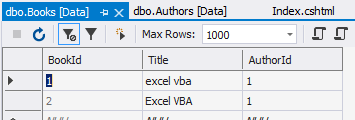 dbo.Books [Data] dbo.Authors [Data] Index.cshtml
Max Rows: 1000
BookId Title AuthorId
1 excel vba 1
2 Excel VBA 1